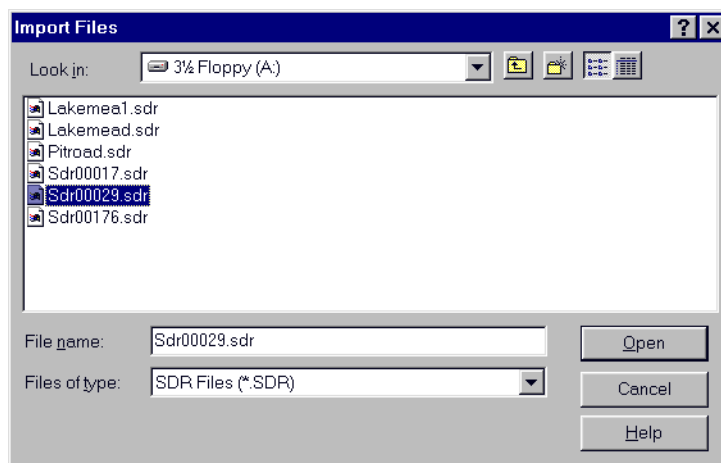 Import Files
Look in: 3½ Floppy (A:)
Lakemea1.sdr
Lakemead.sdr
Pitroad.sdr
Sdr00017.sdr
Sdr00029.sdr
Sdr00176.sdr
File name: Sdr00029.sdr Open
Files of type: SDR Files (*.SDR) Cancel
Help